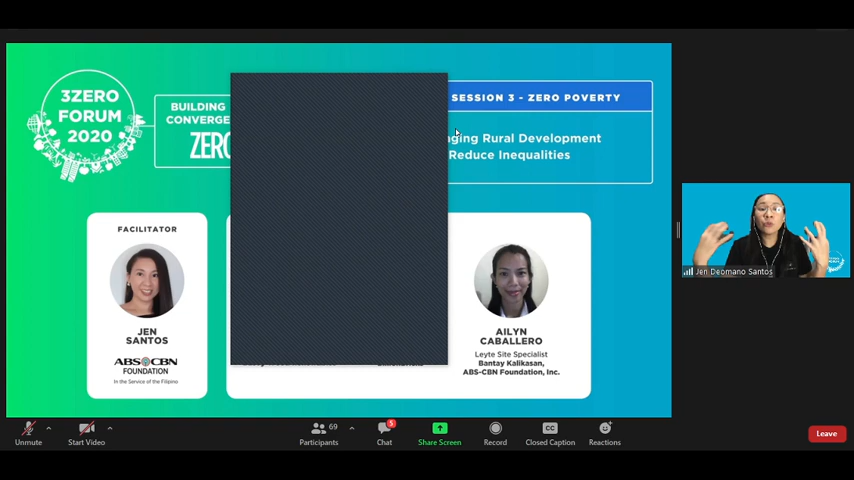 3ZERO
FORUM
2020
BUILDING
CONVERGE
ZERO
SESSION 3 - ZERO POVERTY
Rural Development
Reduce Inequalities
FACILITATOR
JEN
SANTOS
ABS-CBN
FOUNDATION
In the Service of the Filipino
AILYN
CABALLERO
Leyte Site Specialist
Bantay Kalikasan,
ABS-CBN Foundation, Inc.
Jen Deomano Santos
69
5
CC
Unmute
Start Video
Participants
Chat
Share Screen
Record
Closed Caption
Reactions
Leave